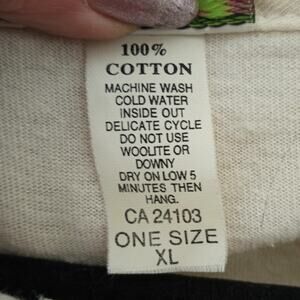 100%
COTTON
MACHINE WASH
COLD WATER
INSIDE OUT
DELICATE CYCLE
DO NOT USE
WOOLITE OR
DOWNY
DRY ON LOW 5
MINUTES THEN
HANG.
CA 24103
ONE SIZE
XL